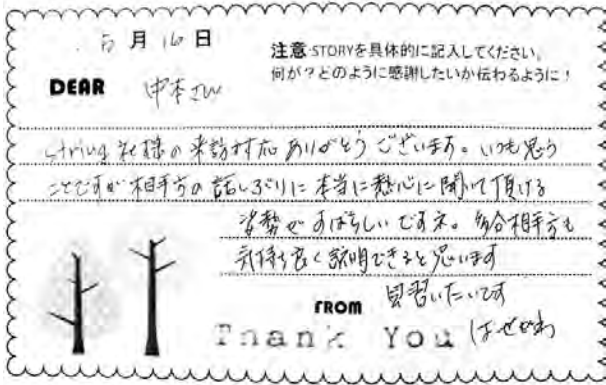 5月16日
注意:STORYを具体的に記入してください。
何が?どのように感謝したいか伝わるように!
DEAR 中本さん
string社様の来訪対応ありがとうございます。いつも思う
ことですが相手方の話しぶりに本当に熱心に聞いて頂ける
姿勢がすばらしいですネ。多分相手方も
気持ち良く説明できると思います
見習いたいです
FROM はせがわ
Thank You